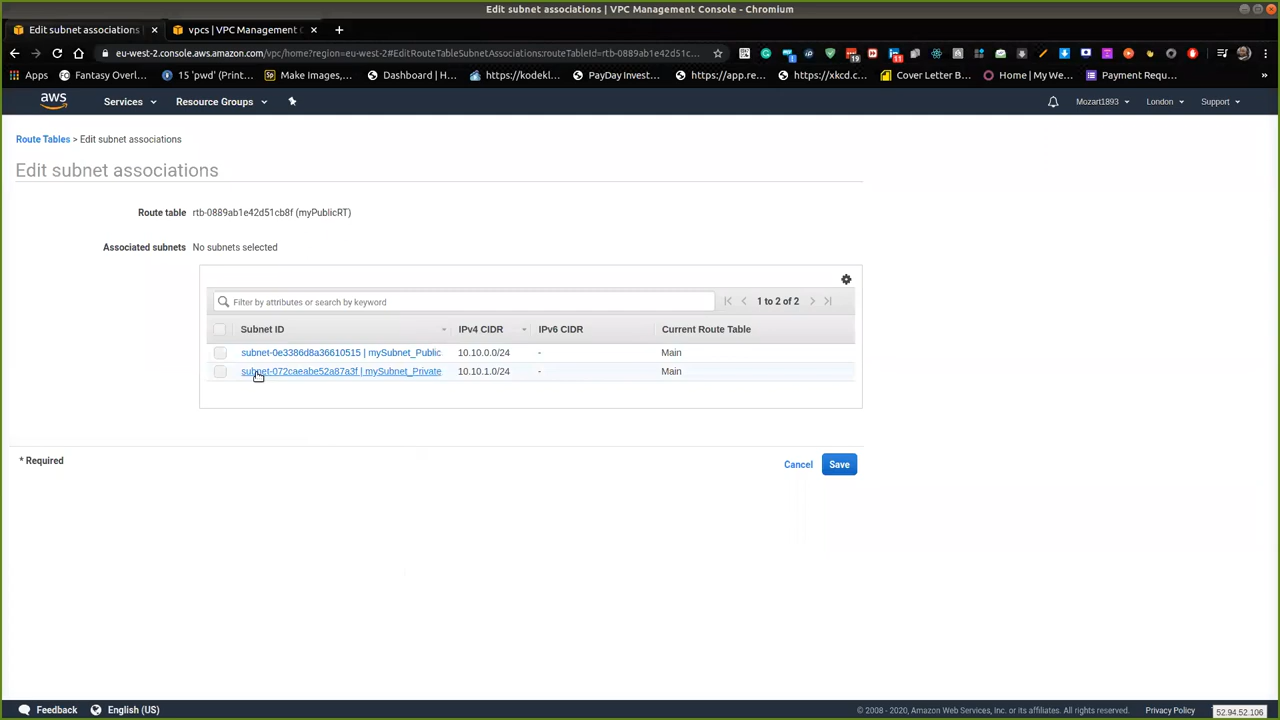 Edit subnet associations | VPC Management Console - Chromium
Edit subnet associations vpcs | VPC Management C
eu-west-2.console.aws.amazon.com/vpc/home?region=eu-west-2#EditRouteTableSubnetAssociations:routeTableId=rtb-0889ab1e42d51c...
Apps Fantasy Overl... 15 'pwd' (Print... Make Images,... Dashboard | H... https://kodekl... PayDay Invest... https://app.re... https://xkcd.c... Cover Letter B... Home | My We... Payment Requ... »
aws Services Resource Groups Mozart1893 London Support
Route Tables > Edit subnet associations
Edit subnet associations
Route table rtb-0889ab1e42d51cb8f (myPublicRT)
Associated subnets No subnets selected
Filter by attributes or search by keyword 1 to 2 of 2
Subnet ID IPv4 CIDR IPv6 CIDR Current Route Table
subnet-0e3386d8a36610515 | mySubnet_Public 10.10.0.0/24 - Main
subnet-072caeabe52a87a3f | mySubnet_Private 10.10.1.0/24 - Main
* Required Cancel Save
Feedback English (US) © 2008 - 2020, Amazon Web Services, Inc. or its affiliates. All rights reserved. Privacy Policy 52.94.52.106